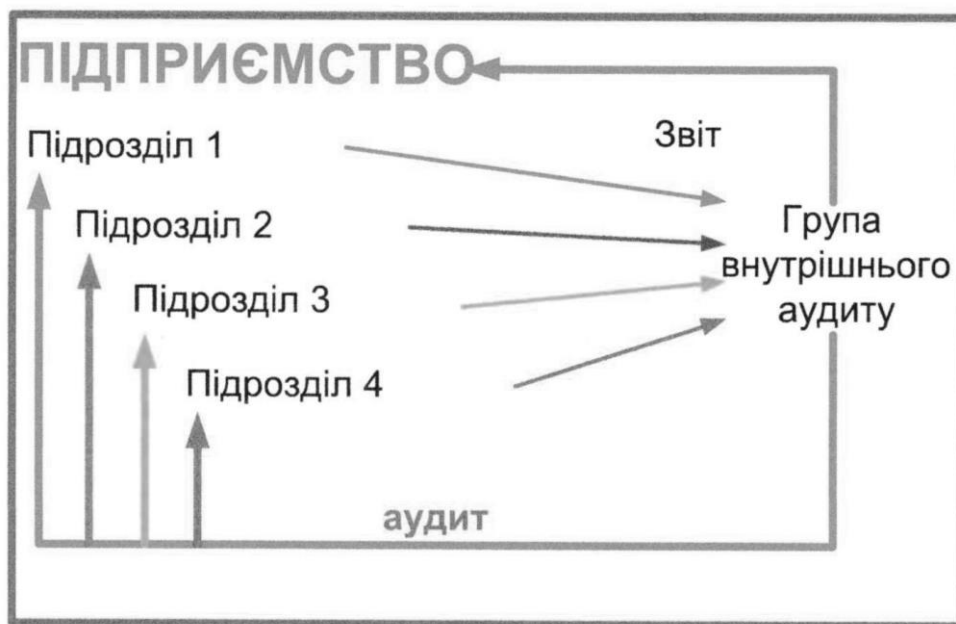 ПІДПРИЄМСТВО
Підрозділ 1
Звіт
Підрозділ 2
Група
внутрішнього
аудиту
Підрозділ 3
Підрозділ 4
аудит